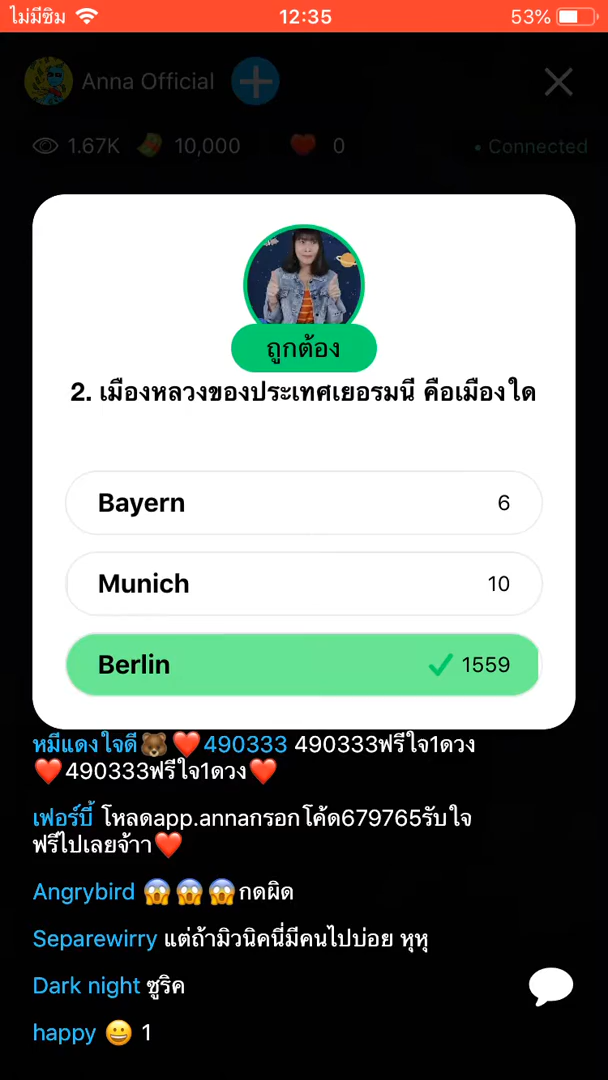 ไม่มีซิม 12:35 53%
Anna Official
1.67K 10,000 0 • Connected
ถูกต้อง
2. เมืองหลวงของประเทศเยอรมนี คือเมืองใด
Bayern 6
Munich 10
Berlin 1559
หมีแดงใจดี🐻❤️490333 490333ฟรีใจ1ดวง
❤️490333ฟรีใจ1ดวง❤️
เฟอร์บี้ โหลดapp.annaกรอกโค้ด679765รับใจ
ฟรีไปเลยจ้าา❤️
Angrybird 😱😱😱กดผิด
Separewirry แต่ถ้ามิวนิคนี่มีคนไปบ่อย หุหุ
Dark night ซูริค
happy 😀 1